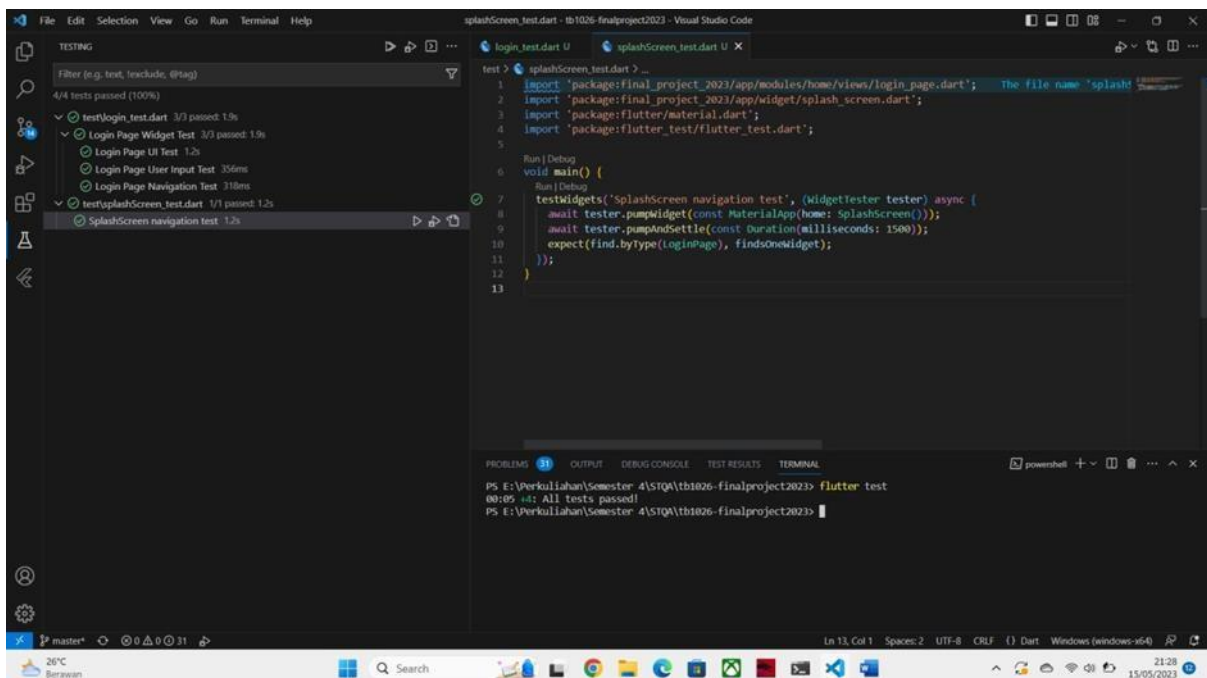 File Edit Selection View Go Run Terminal Help
splashScreen_test.dart - tb1026-finalproject2023 - Visual Studio Code
TESTING
Filter (e.g. text, !exclude, @tag)
4/4 tests passed (100%)
test\login_test.dart 3/3 passed: 1.9s
Login Page Widget Test 3/3 passed: 1.9s
Login Page UI Test 1.2s
Login Page User Input Test 356ms
Login Page Navigation Test 318ms
test\splashScreen_test.dart 1/1 passed: 1.2s
SplashScreen navigation test 1.2s
login_test.dart U splashScreen_test.dart U
test > splashScreen_test.dart > ...
1 import 'package:final_project_2023/app/modules/home/views/login_page.dart'; The file name 'splashS
2 import 'package:final_project_2023/app/widget/splash_screen.dart';
3 import 'package:flutter/material.dart';
4 import 'package:flutter_test/flutter_test.dart';
5
Run | Debug
6 void main() {
Run | Debug
7 testWidgets('SplashScreen navigation test', (WidgetTester tester) async {
8 await tester.pumpWidget(const MaterialApp(home: SplashScreen()));
9 await tester.pumpAndSettle(const Duration(milliseconds: 1500));
10 expect(find.byType(LoginPage), findsOneWidget);
11 });
12 }
13
PROBLEMS 31 OUTPUT DEBUG CONSOLE TEST RESULTS TERMINAL
powershell
PS E:\Perkuliahan\Semester 4\STQA\tb1026-finalproject2023> flutter test
00:05 +4: All tests passed!
PS E:\Perkuliahan\Semester 4\STQA\tb1026-finalproject2023>
master* 0 0 31
Ln 13, Col 1 Spaces: 2 UTF-8 CRLF {} Dart Windows (windows-x64)
26°C
Berawan
Search
21:28
15/05/2023
12